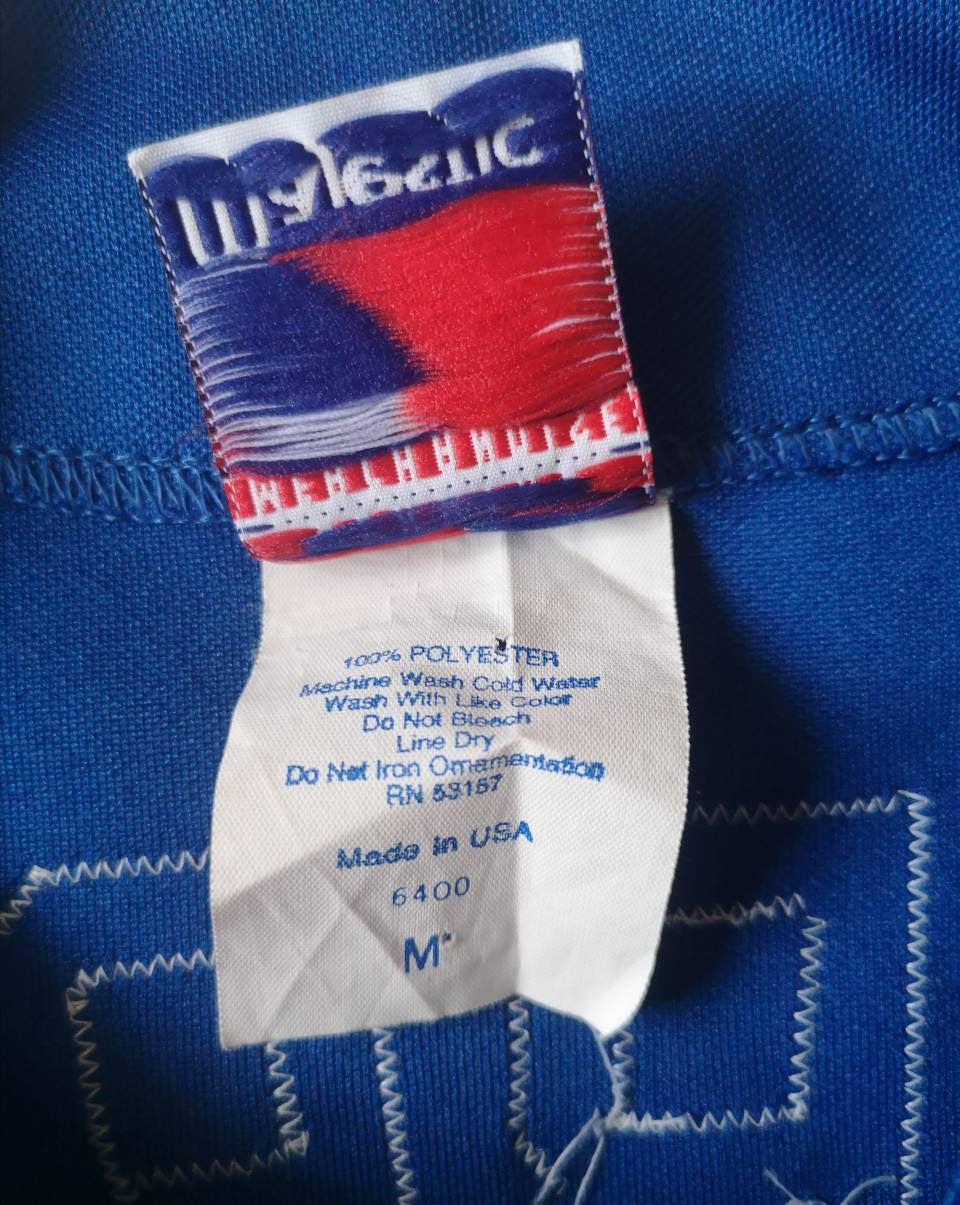 100% POLYESTER
Machine Wash Cold Water
Wash With Like Color
Do Not Bleach
Line Dry
Do Not Iron Ornamentation
RN 53157
Made in USA
6400
M